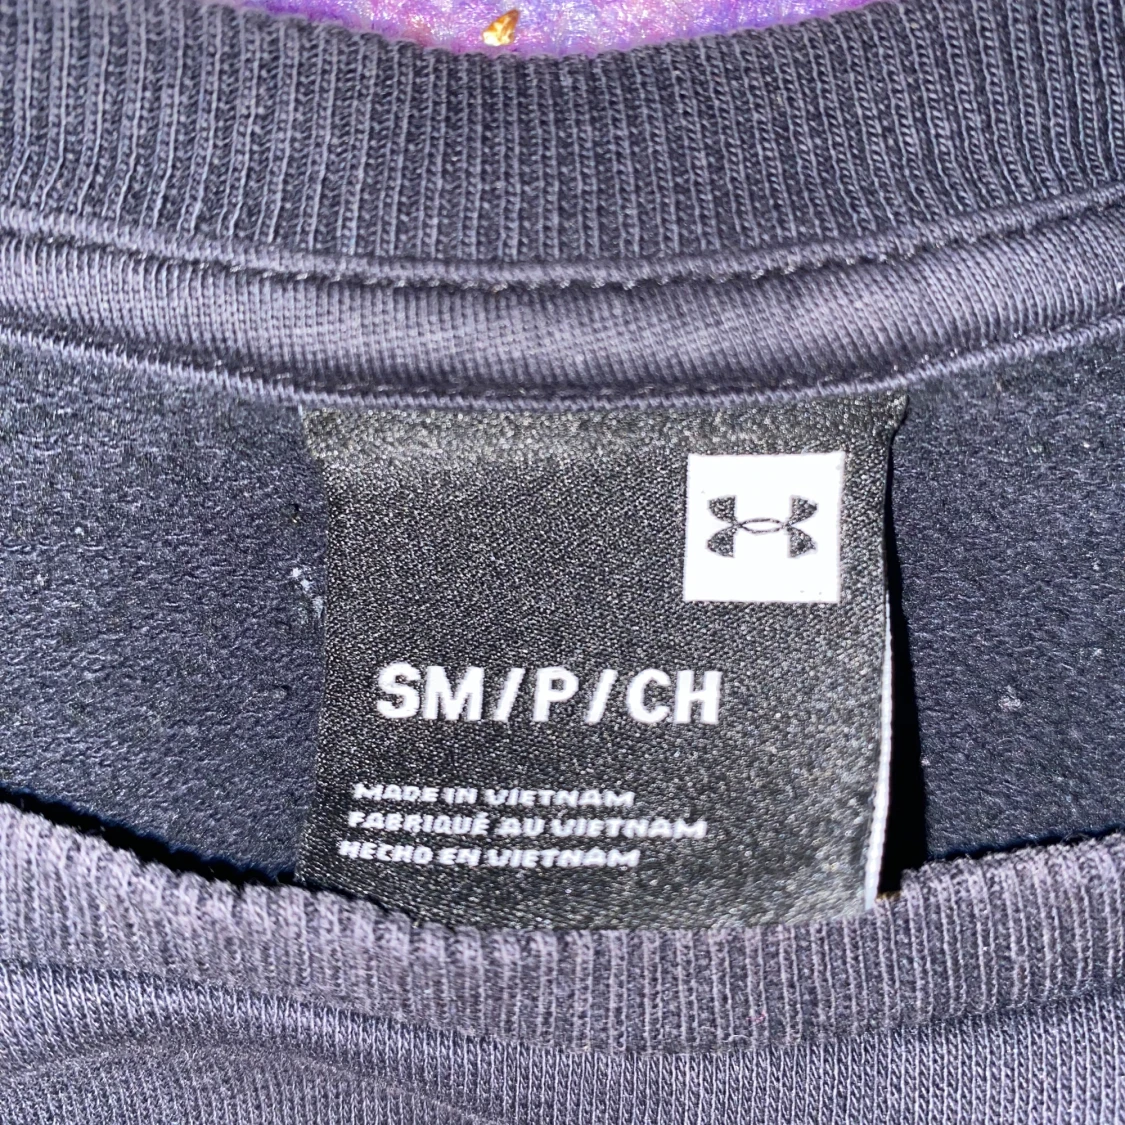 SM/P/CH
MADE IN VIETNAM
FABRIQUÉ AU VIETNAM
HECHO EN VIETNAM